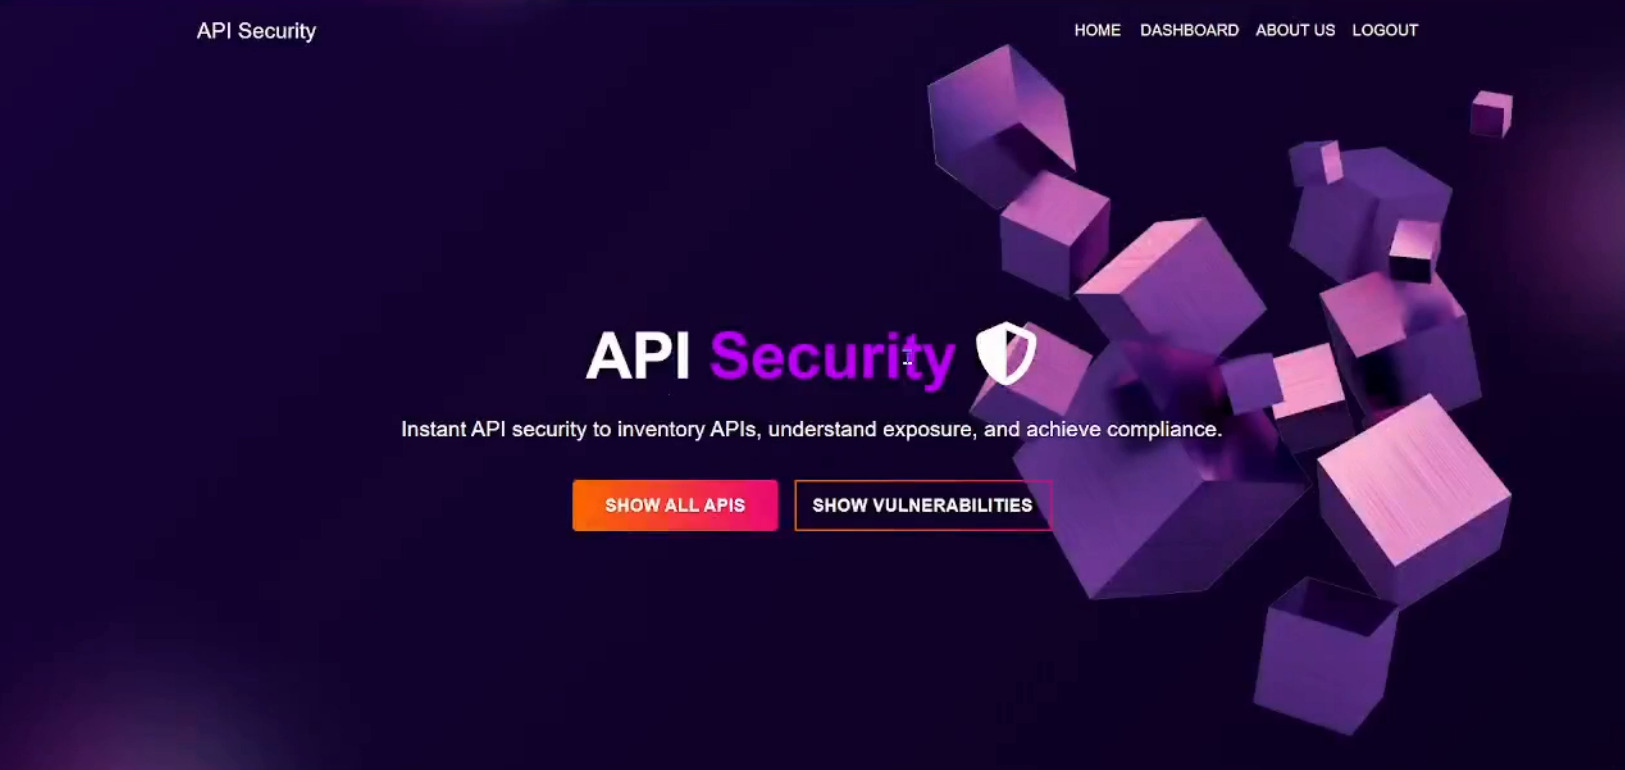 API Security
HOME DASHBOARD ABOUT US LOGOUT
API Security
Instant API security to inventory APIs, understand exposure, and achieve compliance.
SHOW ALL APIS
SHOW VULNERABILITIES